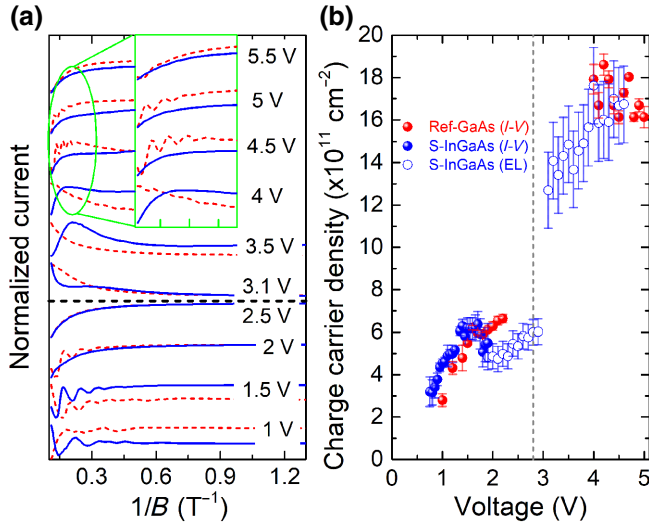 (a)
Normalized current
5.5 V
5 V
4.5 V
4 V
3.5 V
3.1 V
2.5 V
2 V
1.5 V
1 V
0.3 0.6 0.9 1.2
1/B (T⁻¹)
(b)
Charge carrier density (x10¹¹ cm⁻²)
20
18
16
14
12
10
8
6
4
2
0
Ref-GaAs (I-V)
S-InGaAs (I-V)
S-InGaAs (EL)
0 1 2 3 4 5
Voltage (V)